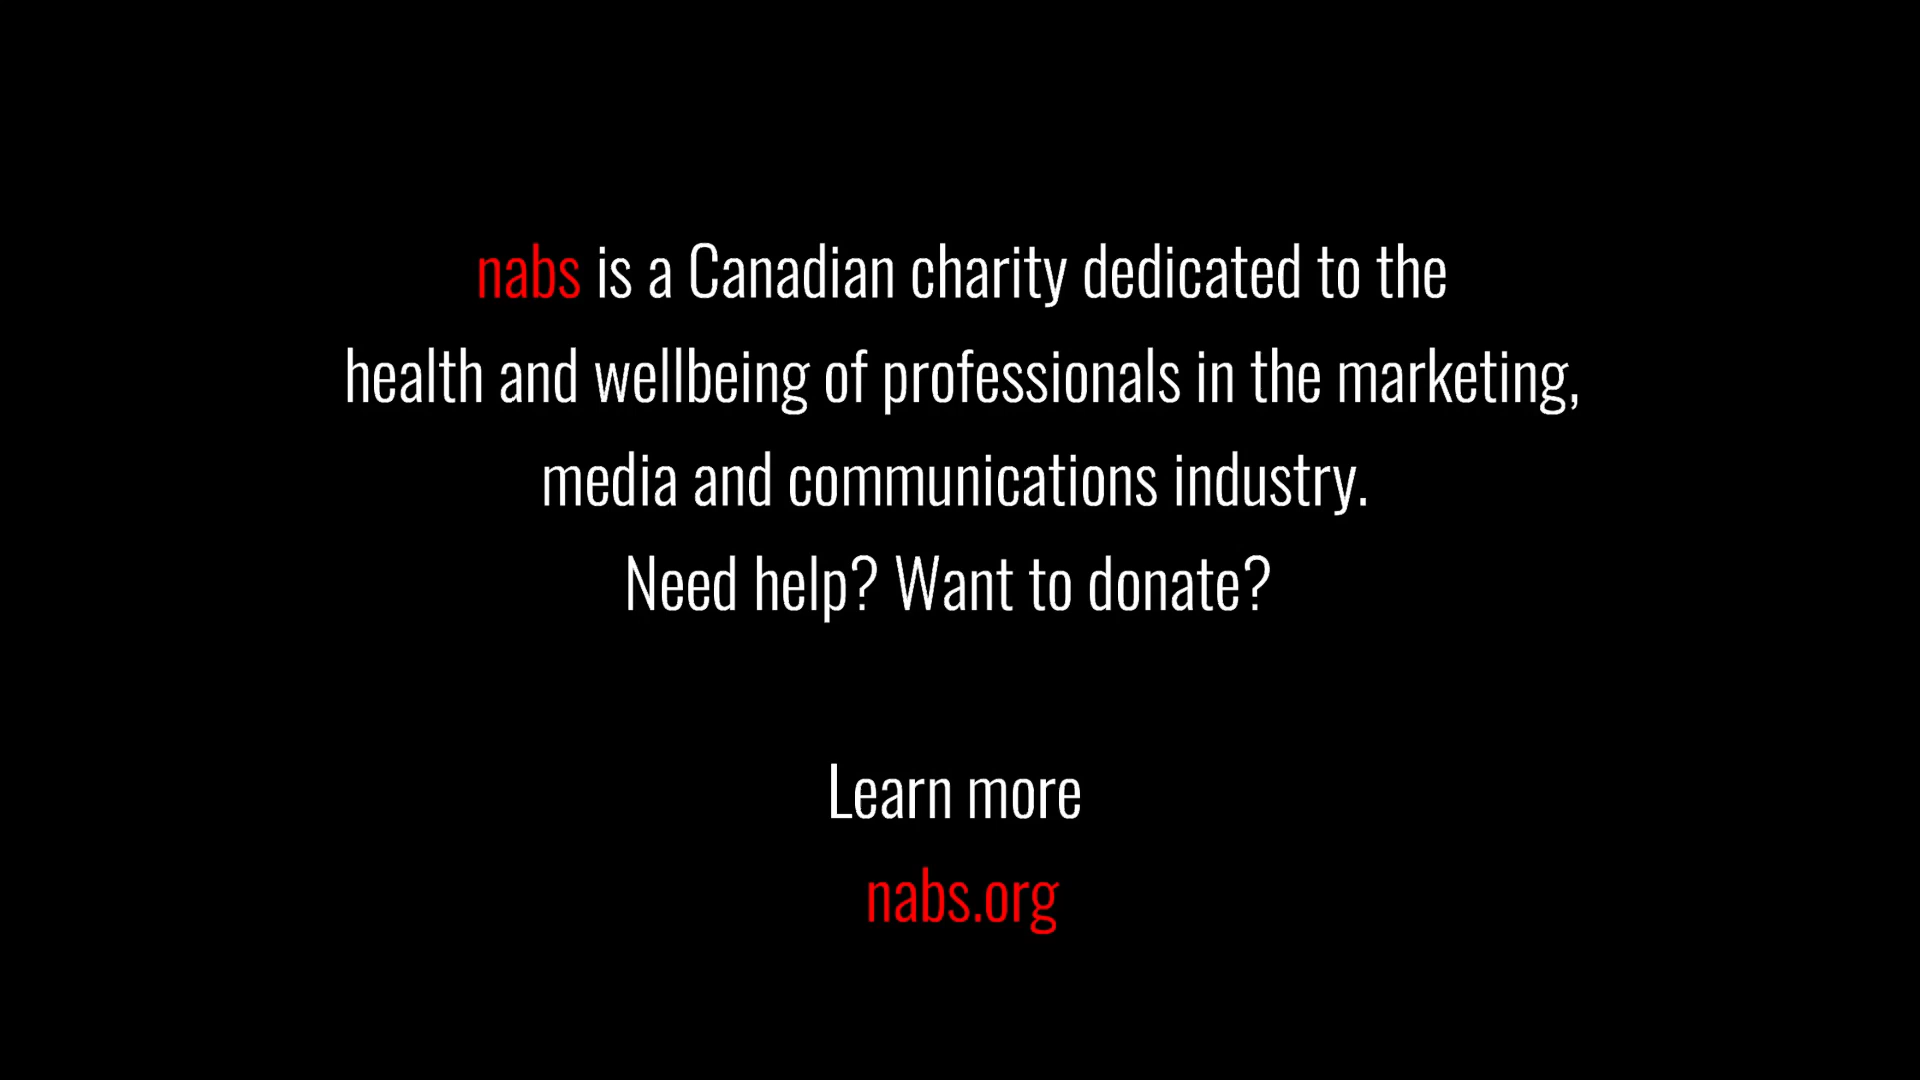 nabs is a Canadian charity dedicated to the
health and wellbeing of professionals in the marketing,
media and communications industry.
Need help? Want to donate?
Learn more
nabs.org